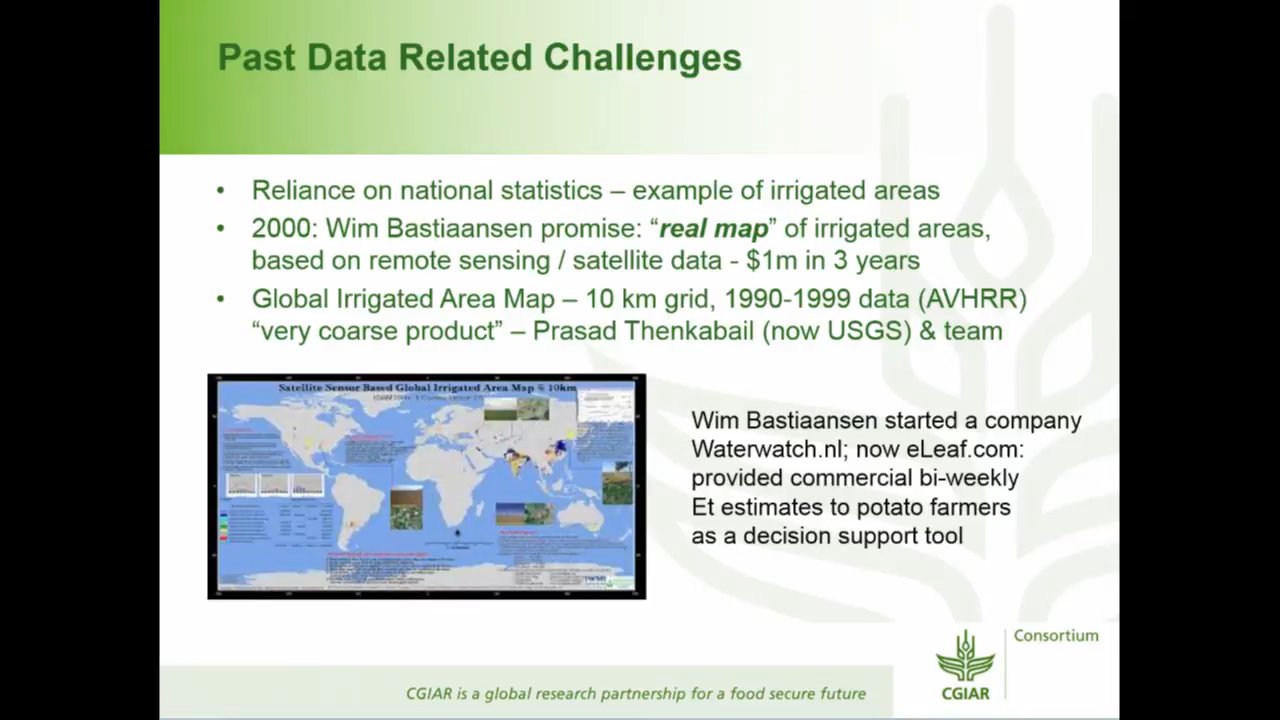 Past Data Related Challenges
• Reliance on national statistics – example of irrigated areas
• 2000: Wim Bastiaansen promise: “real map” of irrigated areas,
based on remote sensing / satellite data - $1m in 3 years
• Global Irrigated Area Map – 10 km grid, 1990-1999 data (AVHRR)
“very coarse product” – Prasad Thenkabail (now USGS) & team
Satellite Sensor Based Global Irrigated Area Map @ 10km
Wim Bastiaansen started a company
Waterwatch.nl; now eLeaf.com:
provided commercial bi-weekly
Et estimates to potato farmers
as a decision support tool
IWMI
Consortium
CGIAR
CGIAR is a global research partnership for a food secure future